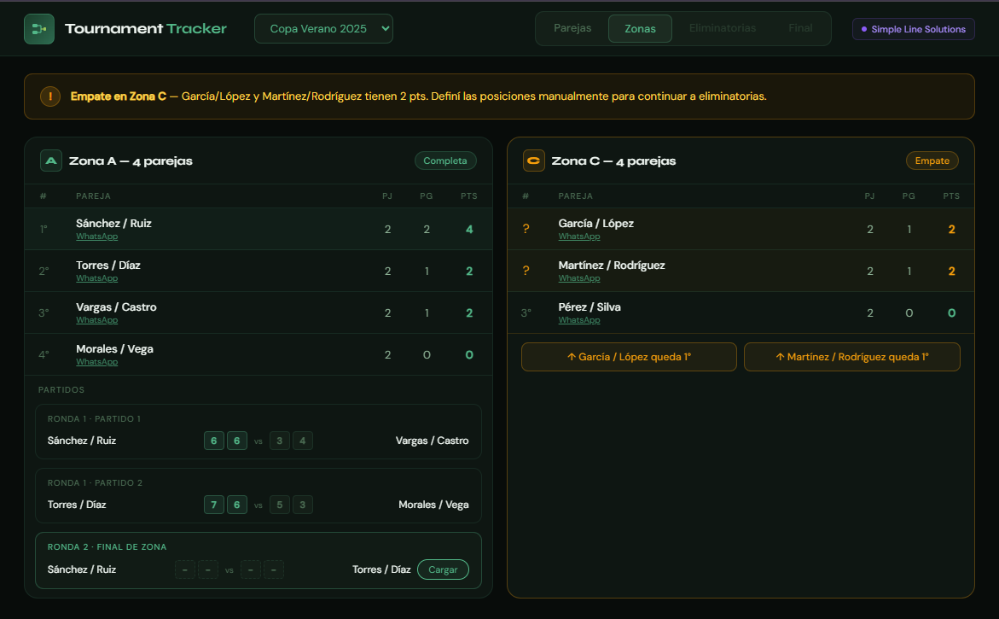 Tournament Tracker
Copa Verano 2025
Parejas
Zonas
Eliminatorias
Final
Simple Line Solutions
! Empate en Zona C — García/López y Martínez/Rodríguez tienen 2 pts. Definí las posiciones manualmente para continuar a eliminatorias.
A Zona A — 4 parejas Completa
# PAREJA PJ PG PTS
1° Sánchez / Ruiz 2 2 4
WhatsApp
2° Torres / Díaz 2 1 2
WhatsApp
3° Vargas / Castro 2 1 2
WhatsApp
4° Morales / Vega 2 0 0
WhatsApp
PARTIDOS
RONDA 1 · PARTIDO 1
Sánchez / Ruiz 6 6 vs 3 4 Vargas / Castro
RONDA 1 · PARTIDO 2
Torres / Díaz 7 6 vs 5 3 Morales / Vega
RONDA 2 · FINAL DE ZONA
Sánchez / Ruiz – – vs – – Torres / Díaz Cargar
C Zona C — 4 parejas Empate
# PAREJA PJ PG PTS
? García / López 2 1 2
WhatsApp
? Martínez / Rodríguez 2 1 2
WhatsApp
3° Pérez / Silva 2 0 0
WhatsApp
↑ García / López queda 1°
↑ Martínez / Rodríguez queda 1°